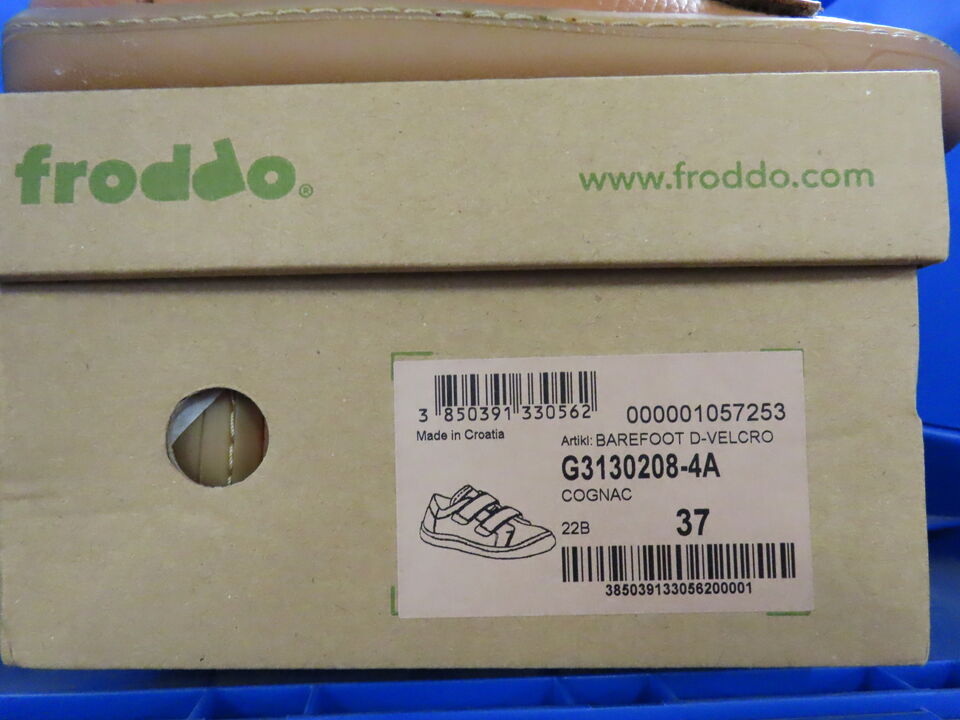 froddo®
www.froddo.com
3 850391 330562
000001057253
Made in Croatia
Artikl: BAREFOOT D-VELCRO
G3130208-4A
COGNAC
22B
37
385039133056200001